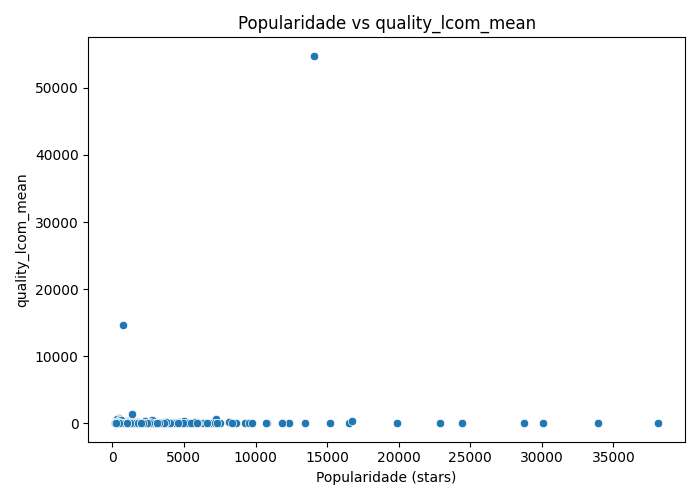 Popularidade vs quality_lcom_mean
50000
40000
30000
20000
10000
0
quality_lcom_mean
0 5000 10000 15000 20000 25000 30000 35000
Popularidade (stars)